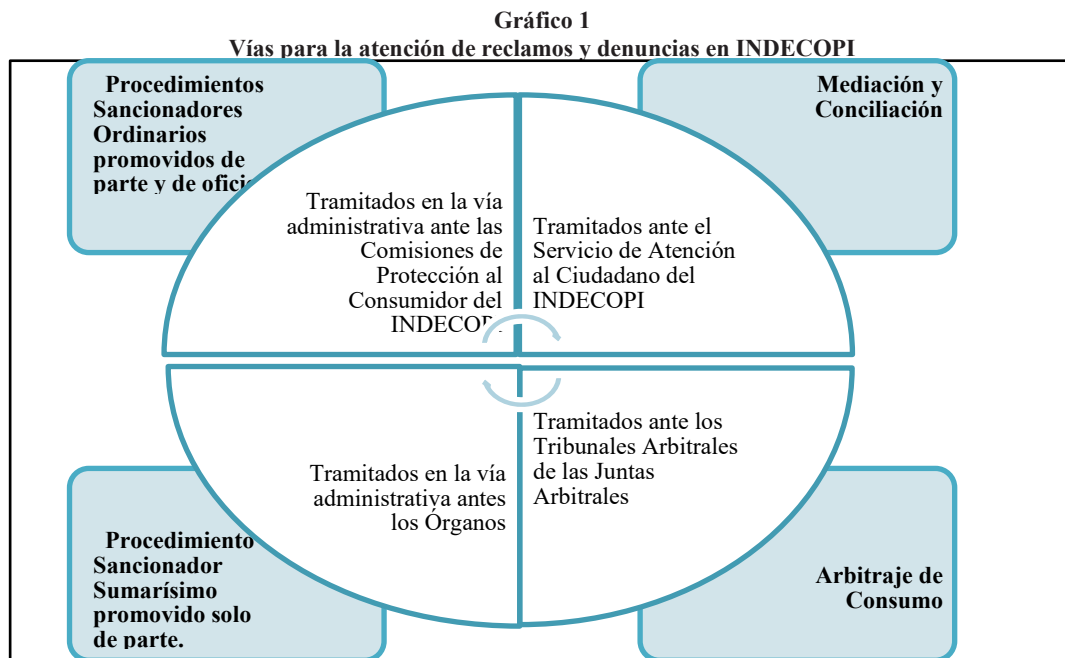 Gráfico 1
Vías para la atención de reclamos y denuncias en INDECOPI
Procedimientos
Sancionadores
Ordinarios
promovidos de
parte y de
Mediación y
Conciliación
Tramitados en la vía
administrativa ante las
Comisiones de
Protección al
Consumidor del
Tramitados ante el
Servicio de Atención
al Ciudadano del
INDECOPI
Tramitados en la vía
administrativa antes
los Órganos
Tramitados ante los
Tribunales Arbitrales
de las Juntas
Arbitrales
Procedimiento
Sancionador
Sumarísimo
promovido solo
de parte.
Arbitraje de
Consumo